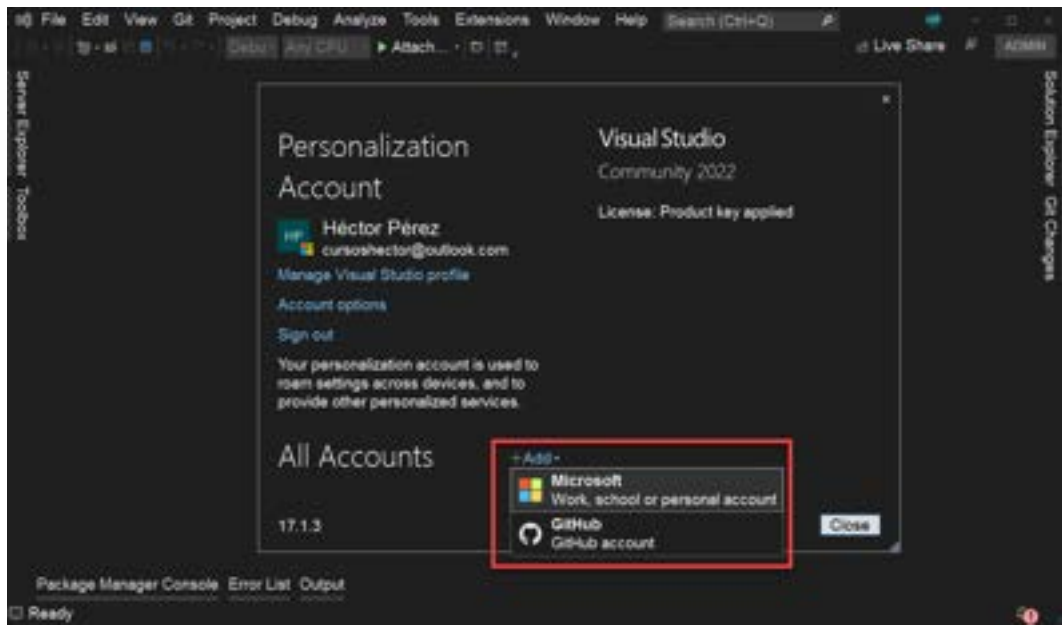 File Edit View Git Project Debug Analyze Tools Extensions Window Help Search (Ctrl+Q)
Debug Any CPU Attach... Live Share ADMIN
Server Explorer Toolbox
Solution Explorer Git Changes
Personalization
Account
HP
Héctor Pérez
cursoshector@outlook.com
Manage Visual Studio profile
Account options
Sign out
Your personalization account is used to
roam settings across devices, and to
provide other personalized services.
Visual Studio
Community 2022
License: Product key applied
All Accounts
+Add
Microsoft
Work, school or personal account
GitHub
GitHub account
17.1.3
Close
Package Manager Console Error List Output
Ready